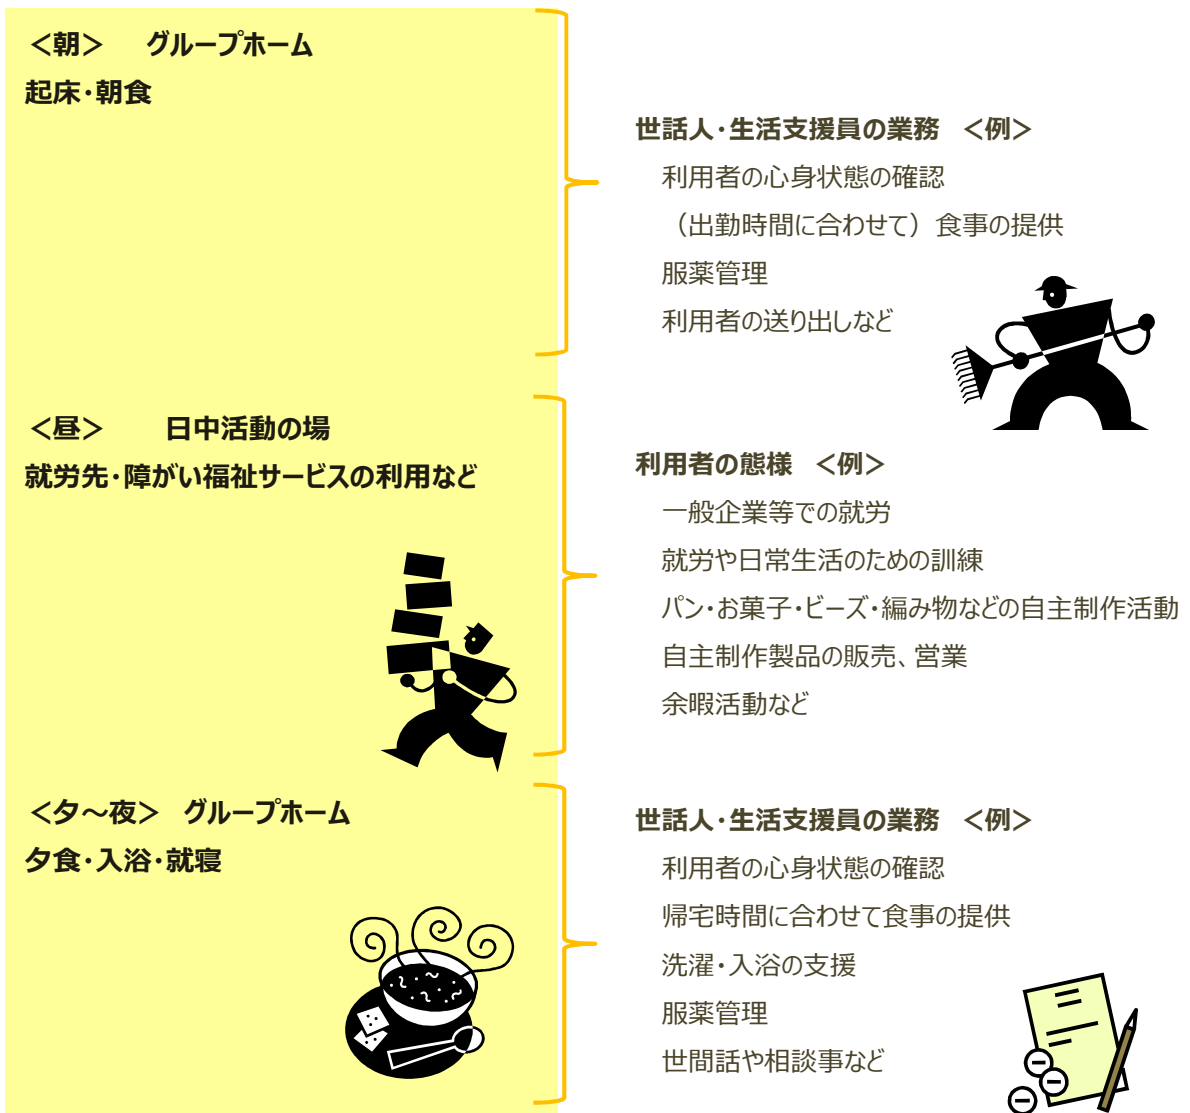 ＜朝＞　グループホーム
起床・朝食
世話人・生活支援員の業務　＜例＞
利用者の心身状態の確認
（出勤時間に合わせて）食事の提供
服薬管理
利用者の送り出しなど
＜昼＞　　日中活動の場
就労先・障がい福祉サービスの利用など
利用者の態様　＜例＞
一般企業等での就労
就労や日常生活のための訓練
パン・お菓子・ビーズ・編み物などの自主制作活動
自主制作製品の販売、営業
余暇活動など
＜夕～夜＞　グループホーム
夕食・入浴・就寝
世話人・生活支援員の業務　＜例＞
利用者の心身状態の確認
帰宅時間に合わせて食事の提供
洗濯・入浴の支援
服薬管理
世間話や相談事など